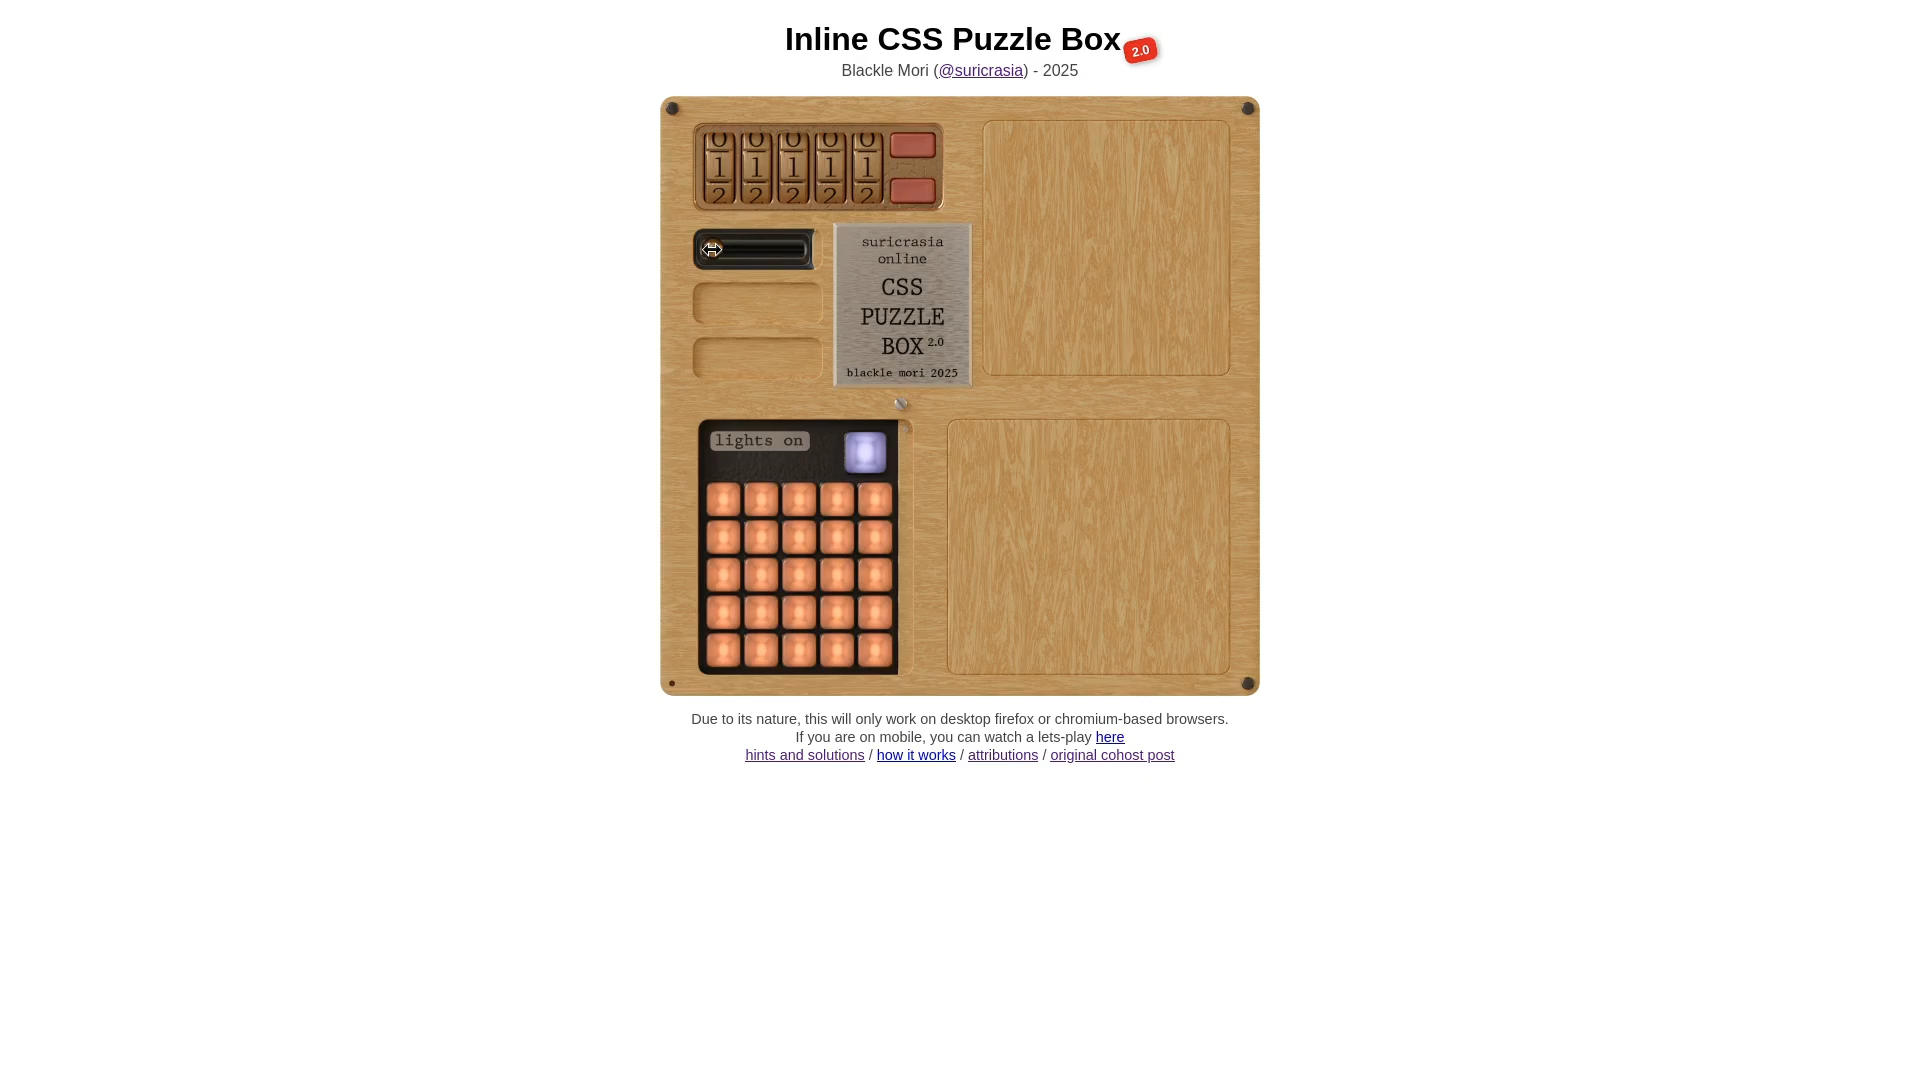 Inline CSS Puzzle Box 2.0
Blackle Mori (@suricrasia) - 2025
0 0 0 0 0
1 1 1 1 1
2 2 2 2 2
suricrasia
online
CSS
PUZZLE
BOX 2.0
blackle mori 2025
lights on
Due to its nature, this will only work on desktop firefox or chromium-based browsers.
If you are on mobile, you can watch a lets-play here
hints and solutions / how it works / attributions / original cohost post